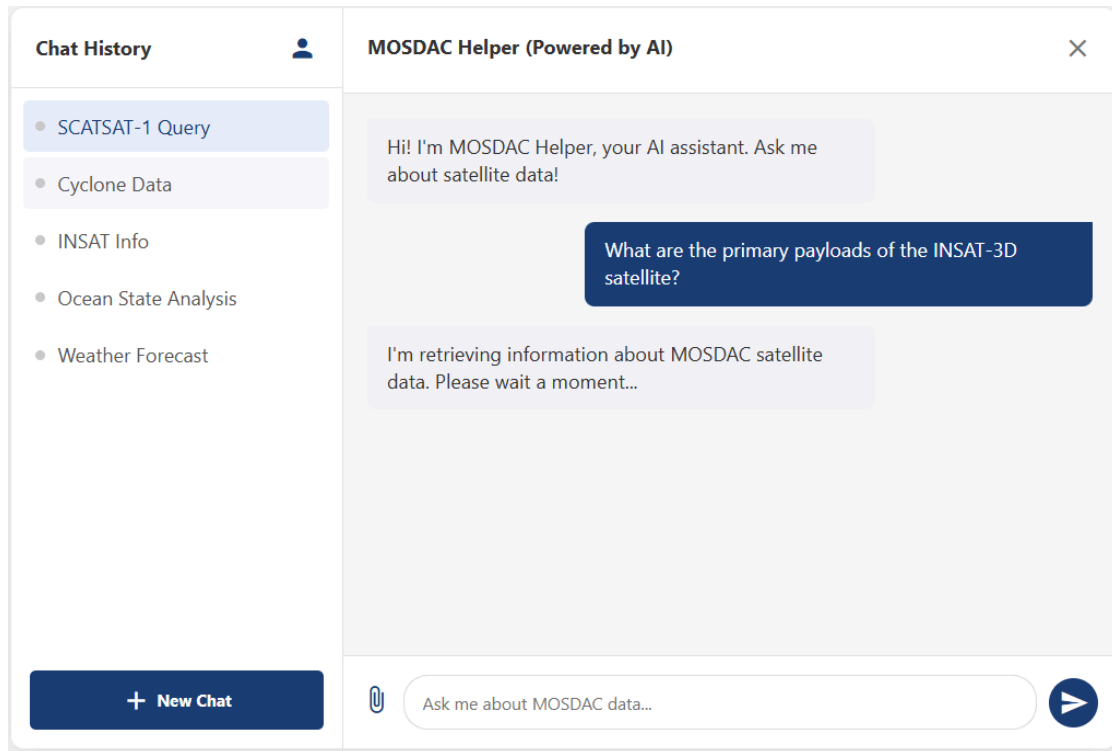 Chat History
SCATSAT-1 Query
Cyclone Data
INSAT Info
Ocean State Analysis
Weather Forecast
+ New Chat
MOSDAC Helper (Powered by AI)
Hi! I'm MOSDAC Helper, your AI assistant. Ask me
about satellite data!
What are the primary payloads of the INSAT-3D
satellite?
I'm retrieving information about MOSDAC satellite
data. Please wait a moment...
Ask me about MOSDAC data...